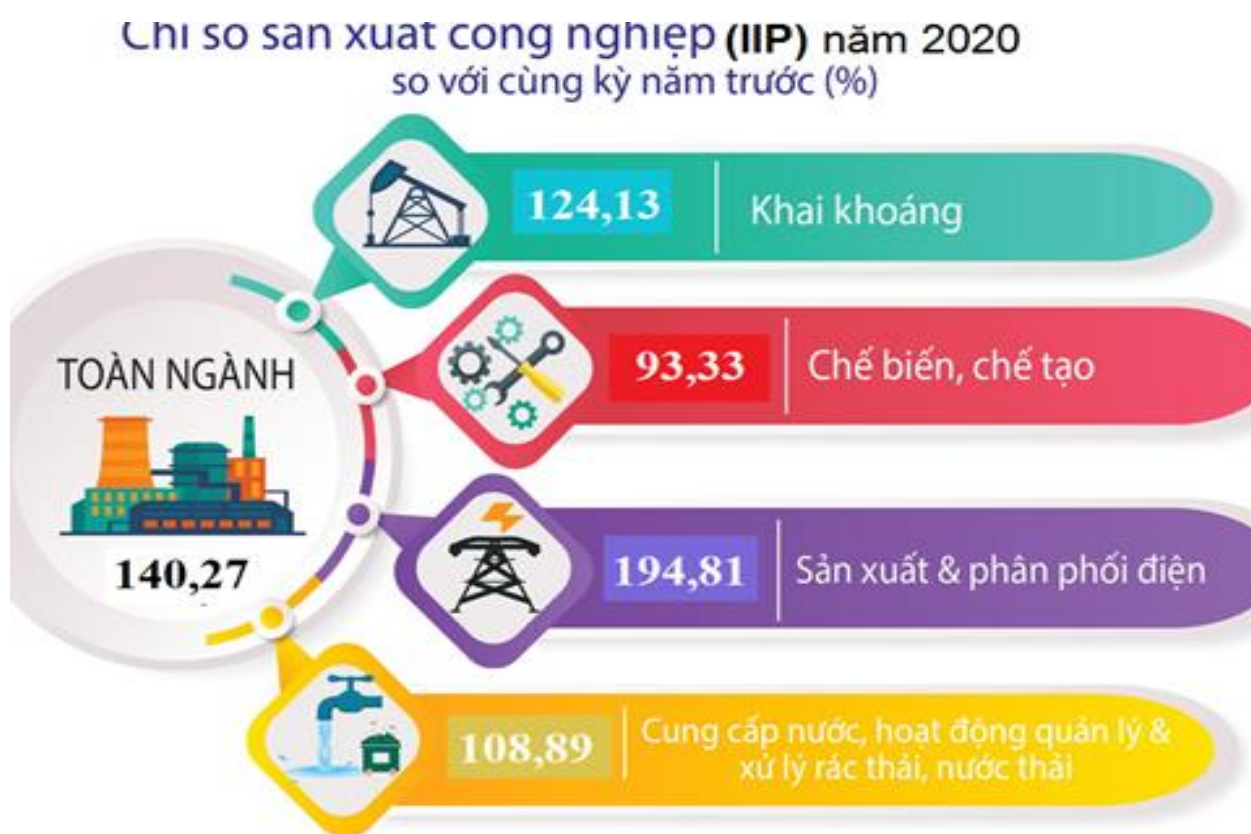 Chỉ số sản xuất công nghiệp (IIP) năm 2020
so với cùng kỳ năm trước (%)
124,13 Khai khoáng
TOÀN NGÀNH
93,33 Chế biến, chế tạo
140,27
194,81 Sản xuất & phân phối điện
108,89 Cung cấp nước, hoạt động quản lý &
xử lý rác thải, nước thải